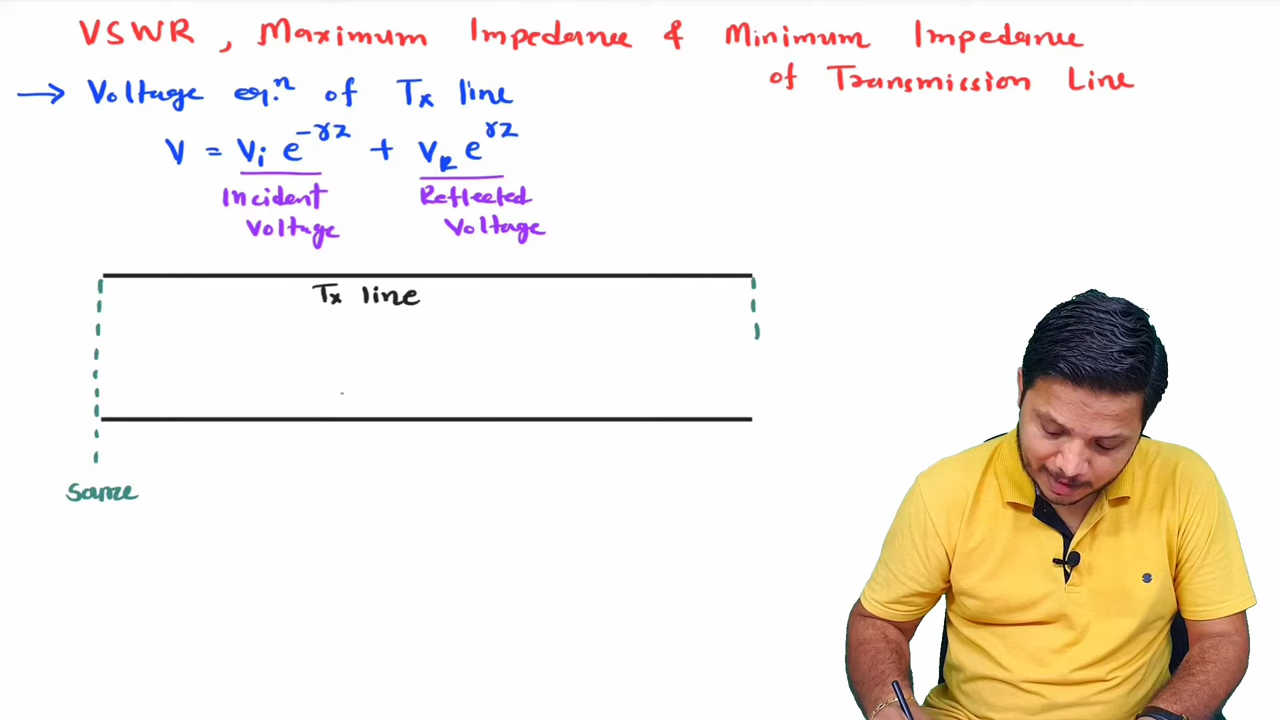 VSWR, Maximum Impedance & Minimum Impedance
of Transmission Line
→ Voltage eq.ⁿ of Tx line
V = Vi e^-γz + VR e^γz
Incident Reflected
Voltage Voltage
Tx line
Source